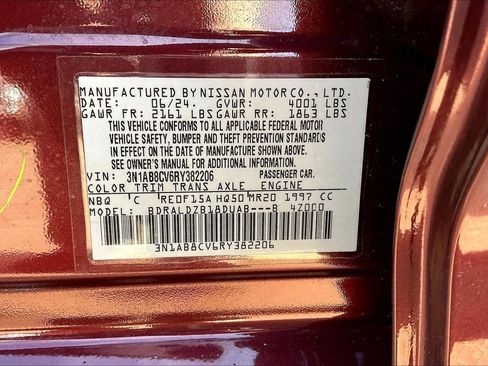 MANUFACTURED BY NISSAN MOTOR CO., LTD.
DATE: 06/24. GVWR: 4001 LBS
GAWR FR: 2161 LBS GAWR RR: 1863 LBS
THIS VEHICLE CONFORMS TO ALL APPLICABLE FEDERAL MOTOR
VEHICLE SAFETY, BUMPER AND THEFT PREVENTION STANDARDS
IN EFFECT ON THE DATE OF MANUFACTURE SHOWN ABOVE.
SEE OWNER'S MANUAL FOR ADDITIONAL INFORMATION.
3N1AB8CV6RY382206 PASSENGER CAR.
COLOR TRIM TRANS AXLE ENGINE
NBQ C RE0F15A HQ50 MR20 1997 CC
MODEL: BDRALDZB18DUAB---B 4Z000
3N1AB8CV6RY382206